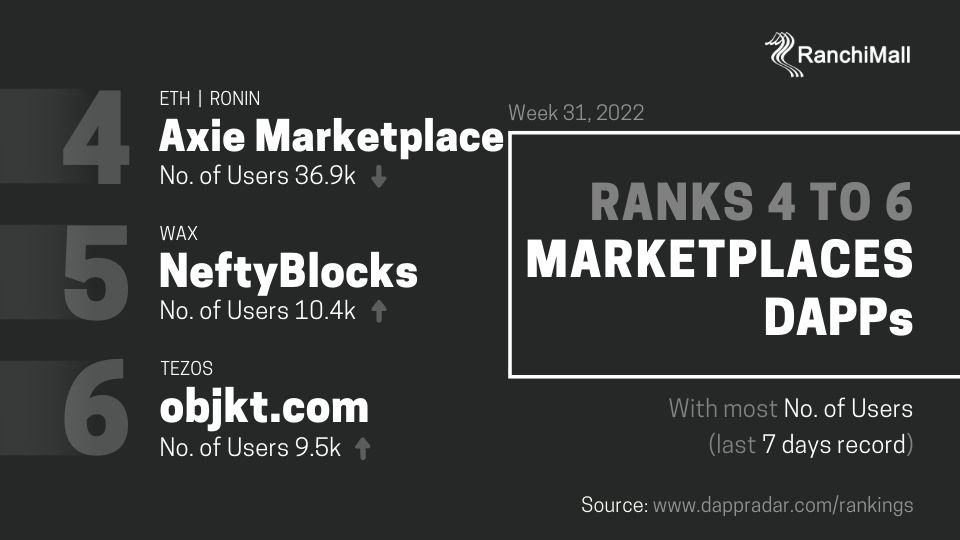 RanchiMall
4
ETH | RONIN
Axie Marketplace
No. of Users 36.9k
5
WAX
NeftyBlocks
No. of Users 10.4k
6
TEZOS
objkt.com
No. of Users 9.5k
Week 31, 2022
RANKS 4 TO 6
MARKETPLACES
DAPPs
With most No. of Users
(last 7 days record)
Source: www.dappradar.com/rankings